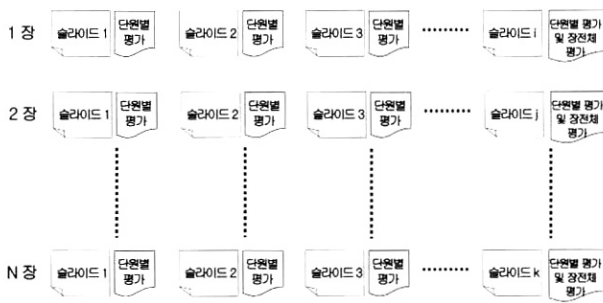 1 장 슬라이드 1 단원별 평가 슬라이드 2 단원별 평가 슬라이드 3 단원별 평가 슬라이드 i 단원별 평가 및 장전체 평가
2 장 슬라이드 1 단원별 평가 슬라이드 2 단원별 평가 슬라이드 3 단원별 평가 슬라이드 j 단원별 평가 및 장전체 평가
N 장 슬라이드 1 단원별 평가 슬라이드 2 단원별 평가 슬라이드 3 단원별 평가 슬라이드 k 단원별 평가 및 장전체 평가